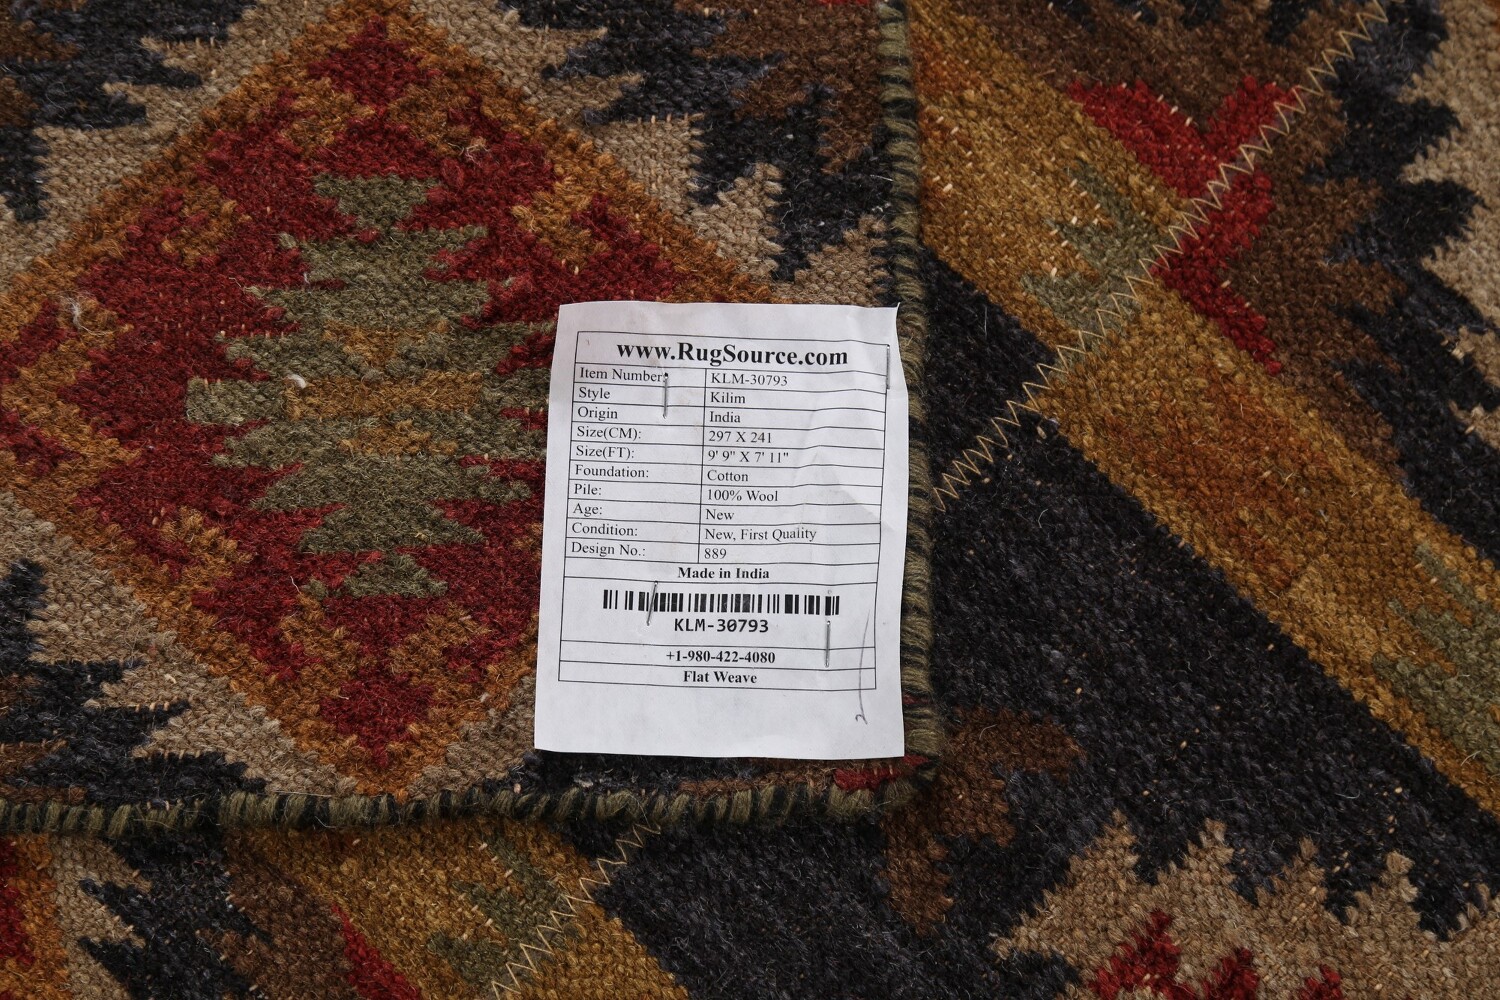 www.RugSource.com
Item Number: KLM-30793
Style Kilim
Origin India
Size(CM): 297 X 241
Size(FT): 9' 9" X 7' 11"
Foundation: Cotton
Pile: 100% Wool
Age: New
Condition: New, First Quality
Design No.: 889
Made in India
KLM-30793
+1-980-422-4080
Flat Weave